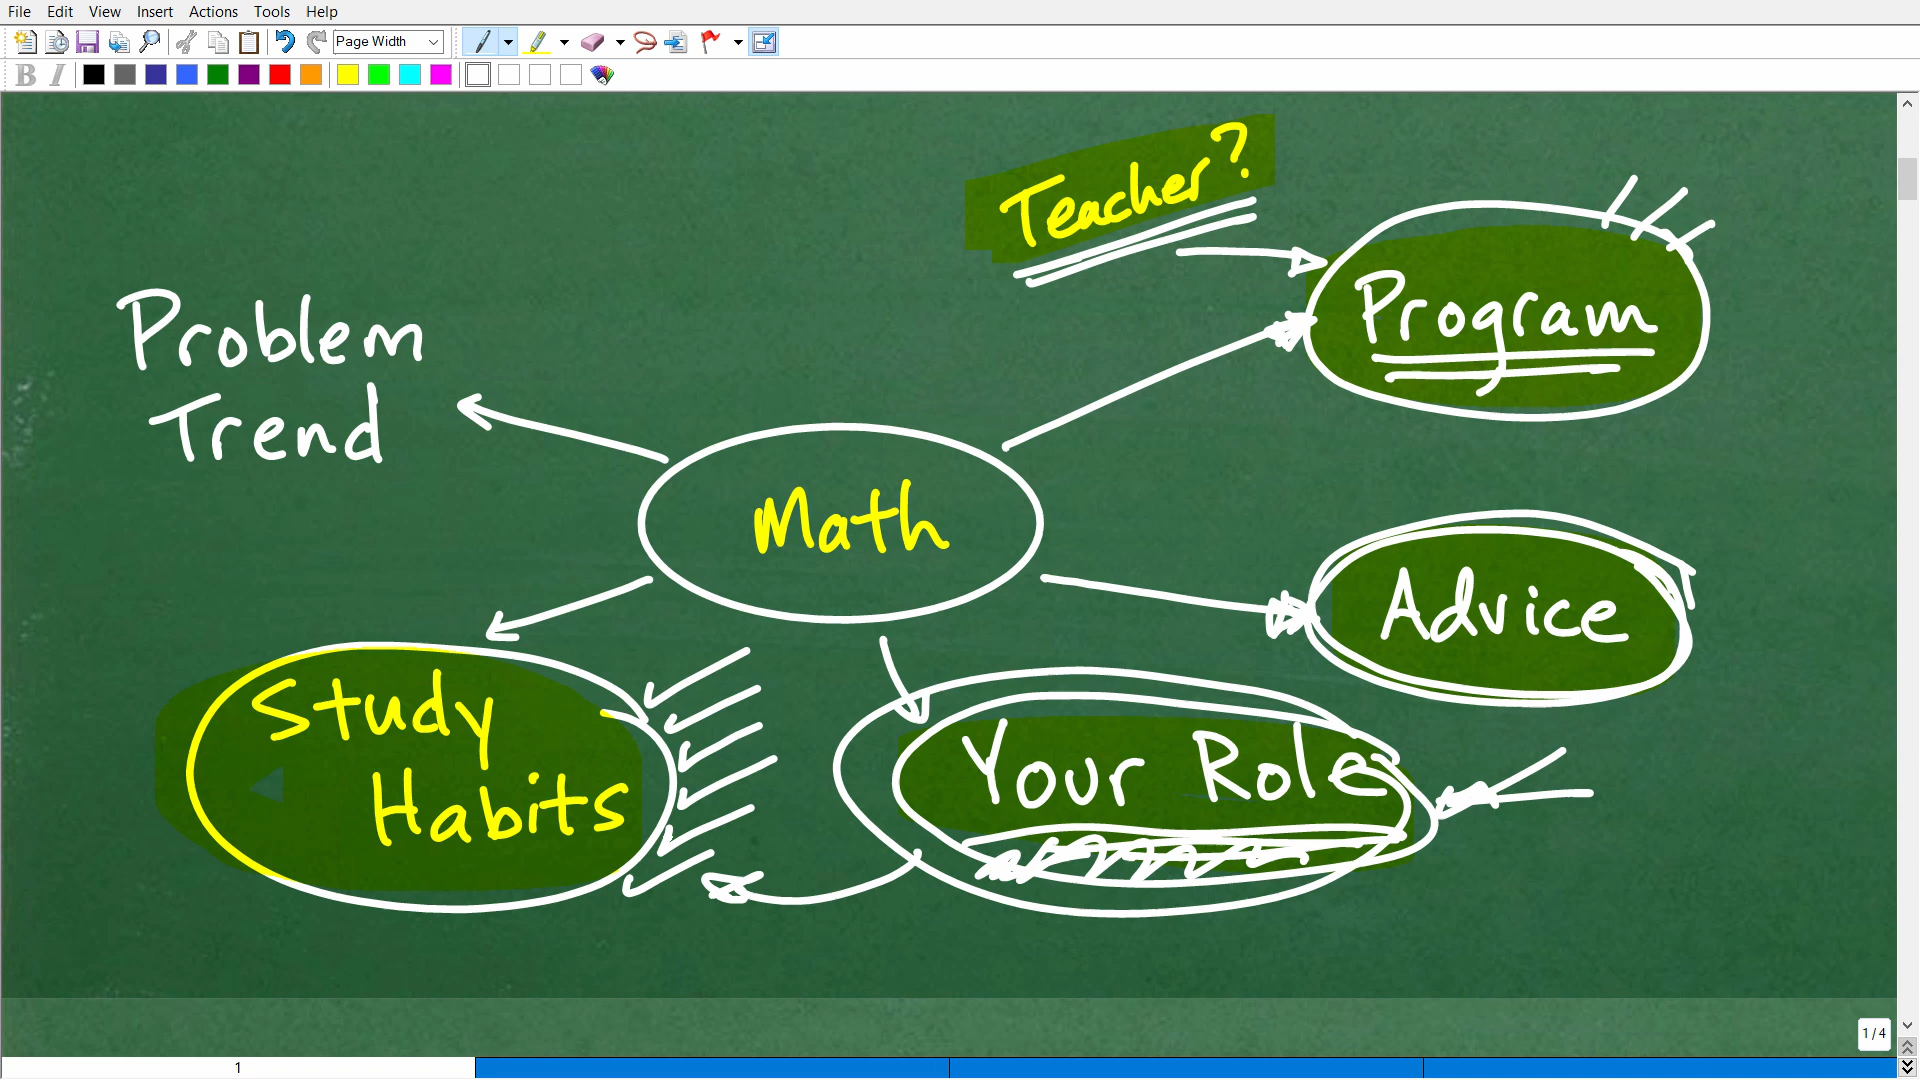 File Edit View Insert Actions Tools Help
Page Width
B I
Teacher?
Program
Problem
Trend
Math
Advice
Study
Habits
Your Role
1 / 4
1